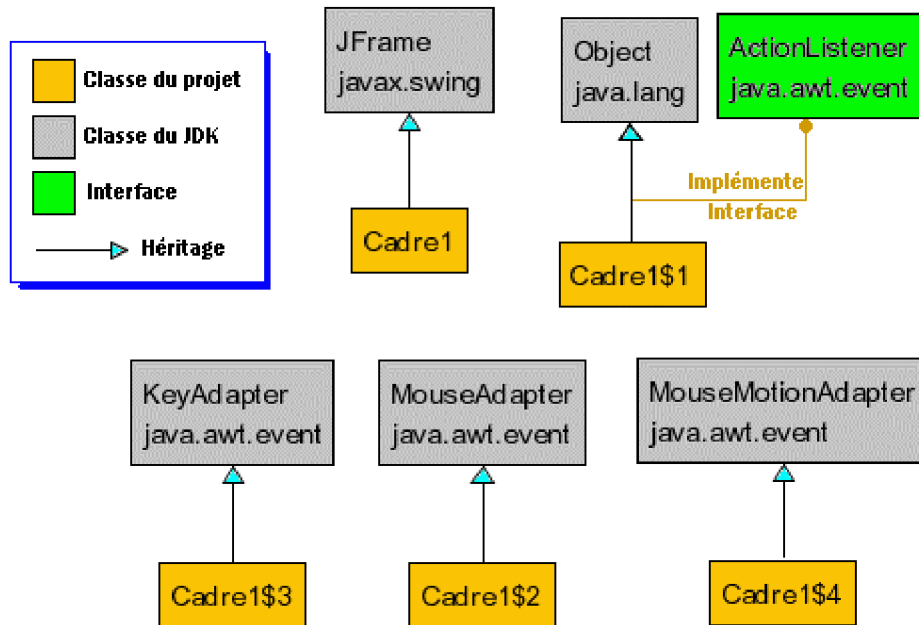 Classe du projet
Classe du JDK
Interface
Héritage
JFrame
javax.swing
Cadre1
Object
java.lang
ActionListener
java.awt.event
Implémente
Interface
Cadre1$1
KeyAdapter
java.awt.event
Cadre1$3
MouseAdapter
java.awt.event
Cadre1$2
MouseMotionAdapter
java.awt.event
Cadre1$4